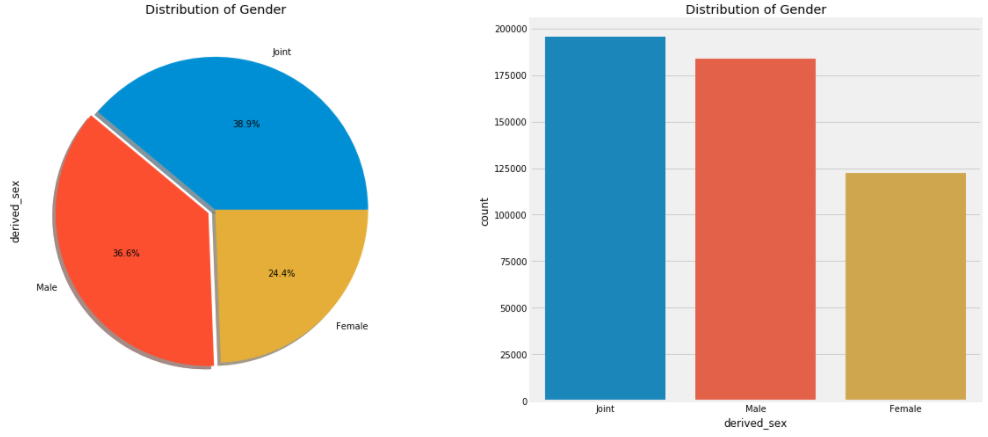 Distribution of Gender
Joint
38.9%
derived_sex
36.6%
Male
24.4%
Female
Distribution of Gender
200000
175000
150000
125000
count
100000
75000
50000
25000
0
Joint Male Female
derived_sex